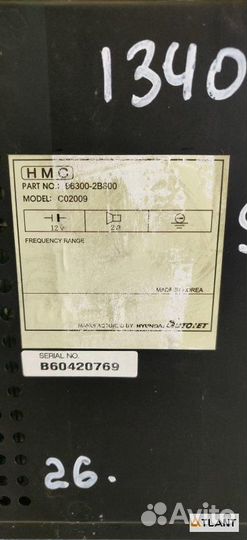 1340
HMC
PART NO.: 96300-2B800
MODEL: C02009
12V
2Ω
FREQUENCY RANGE
MADE IN KOREA
MANUFACTURED BY HYUNDAI AUTONET
SERIAL NO.
B60420769
26.
Avito
ATLANT